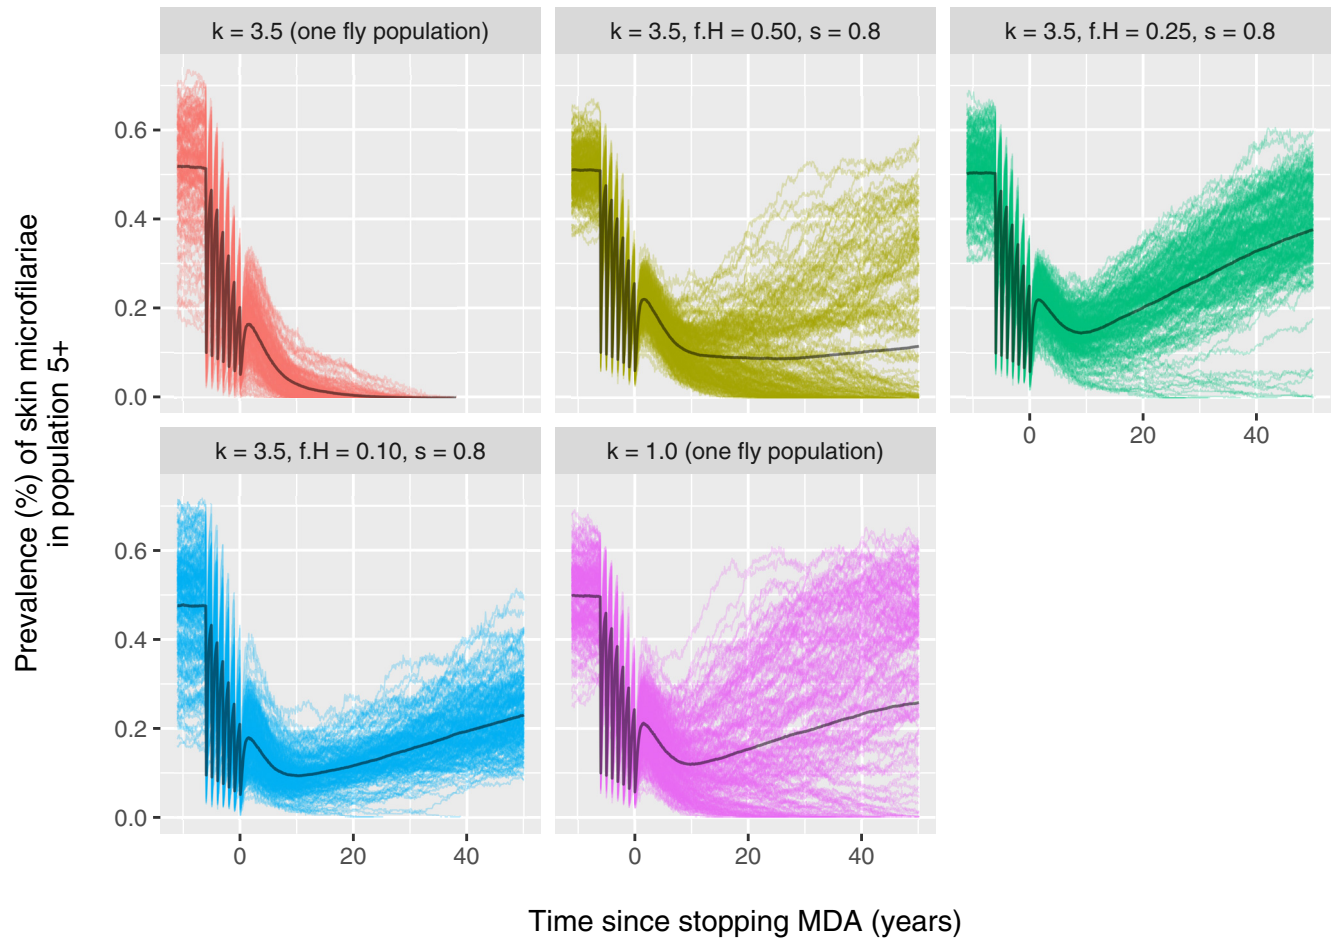 k = 3.5 (one fly population)
k = 3.5, f.H = 0.50, s = 0.8
k = 3.5, f.H = 0.25, s = 0.8
0.6
0.4
0.2
0.0
0
20
40
k = 3.5, f.H = 0.10, s = 0.8
k = 1.0 (one fly population)
0.6
0.4
0.2
0.0
0
20
40
0
20
40
Prevalence (%) of skin microfilariae
in population 5+
Time since stopping MDA (years)